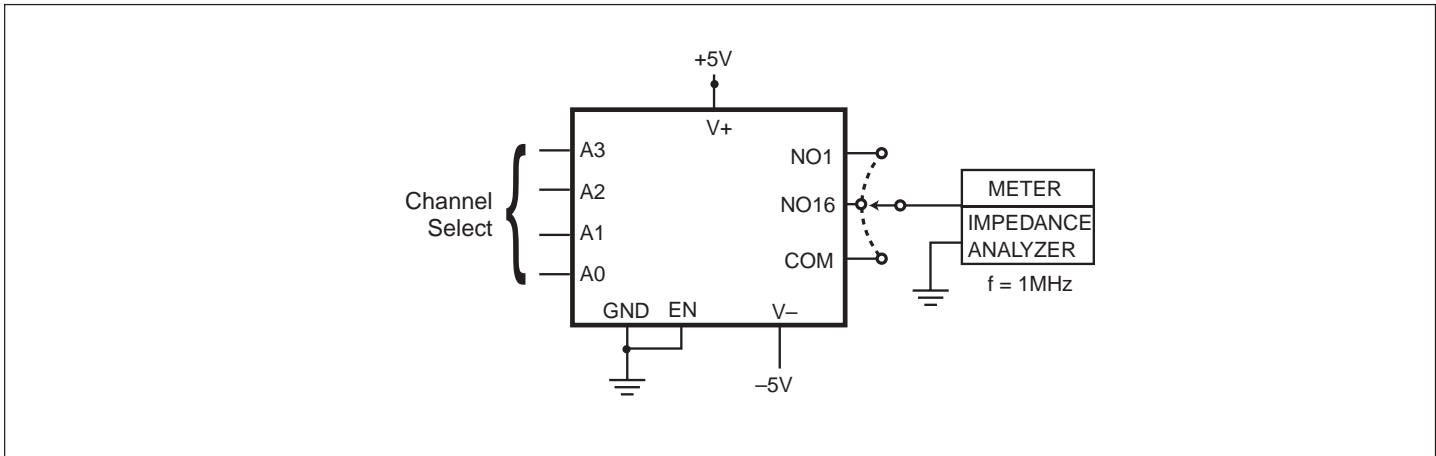 +5V
V+
A3
A2
A1
A0
Channel
Select
NO1
NO16
COM
GND
EN
V–
–5V
METER
IMPEDANCE
ANALYZER
f = 1MHz